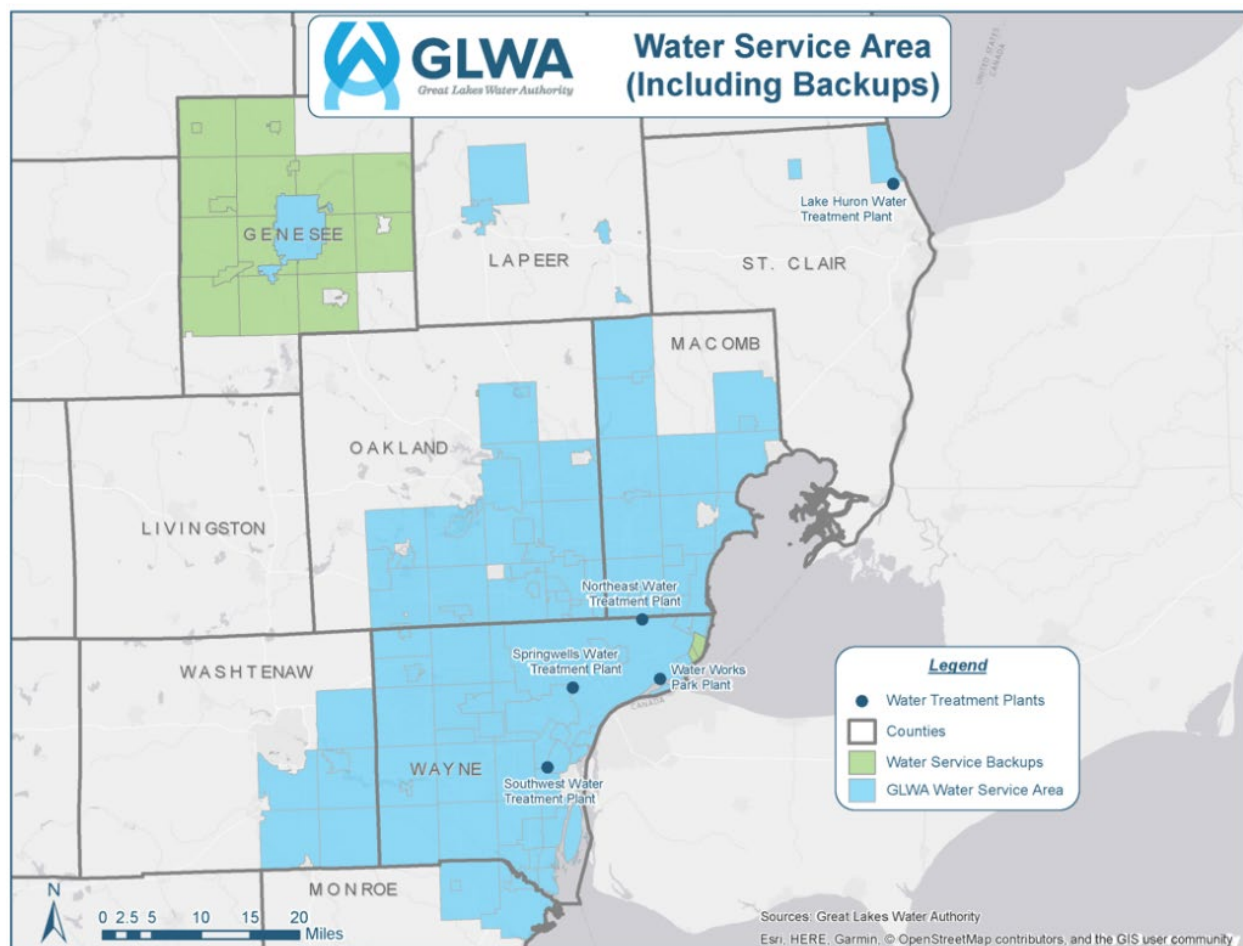 GLWA
Great Lakes Water Authority
Water Service Area
(Including Backups)
UNITED STATES
CANADA
Lake Huron Water
Treatment Plant
GENESEE
LAPEER
ST. CLAIR
MACOMB
OAKLAND
LIVINGSTON
Northeast Water
Treatment Plant
WASHTENAW
Springwells Water
Treatment Plant
Water Works
Park Plant
CANADA
WAYNE
Southwest Water
Treatment Plant
MONROE
Legend
Water Treatment Plants
Counties
Water Service Backups
GLWA Water Service Area
N
0 2.5 5 10 15 20
Miles
Sources: Great Lakes Water Authority
Esri, HERE, Garmin, © OpenStreetMap contributors, and the GIS user community